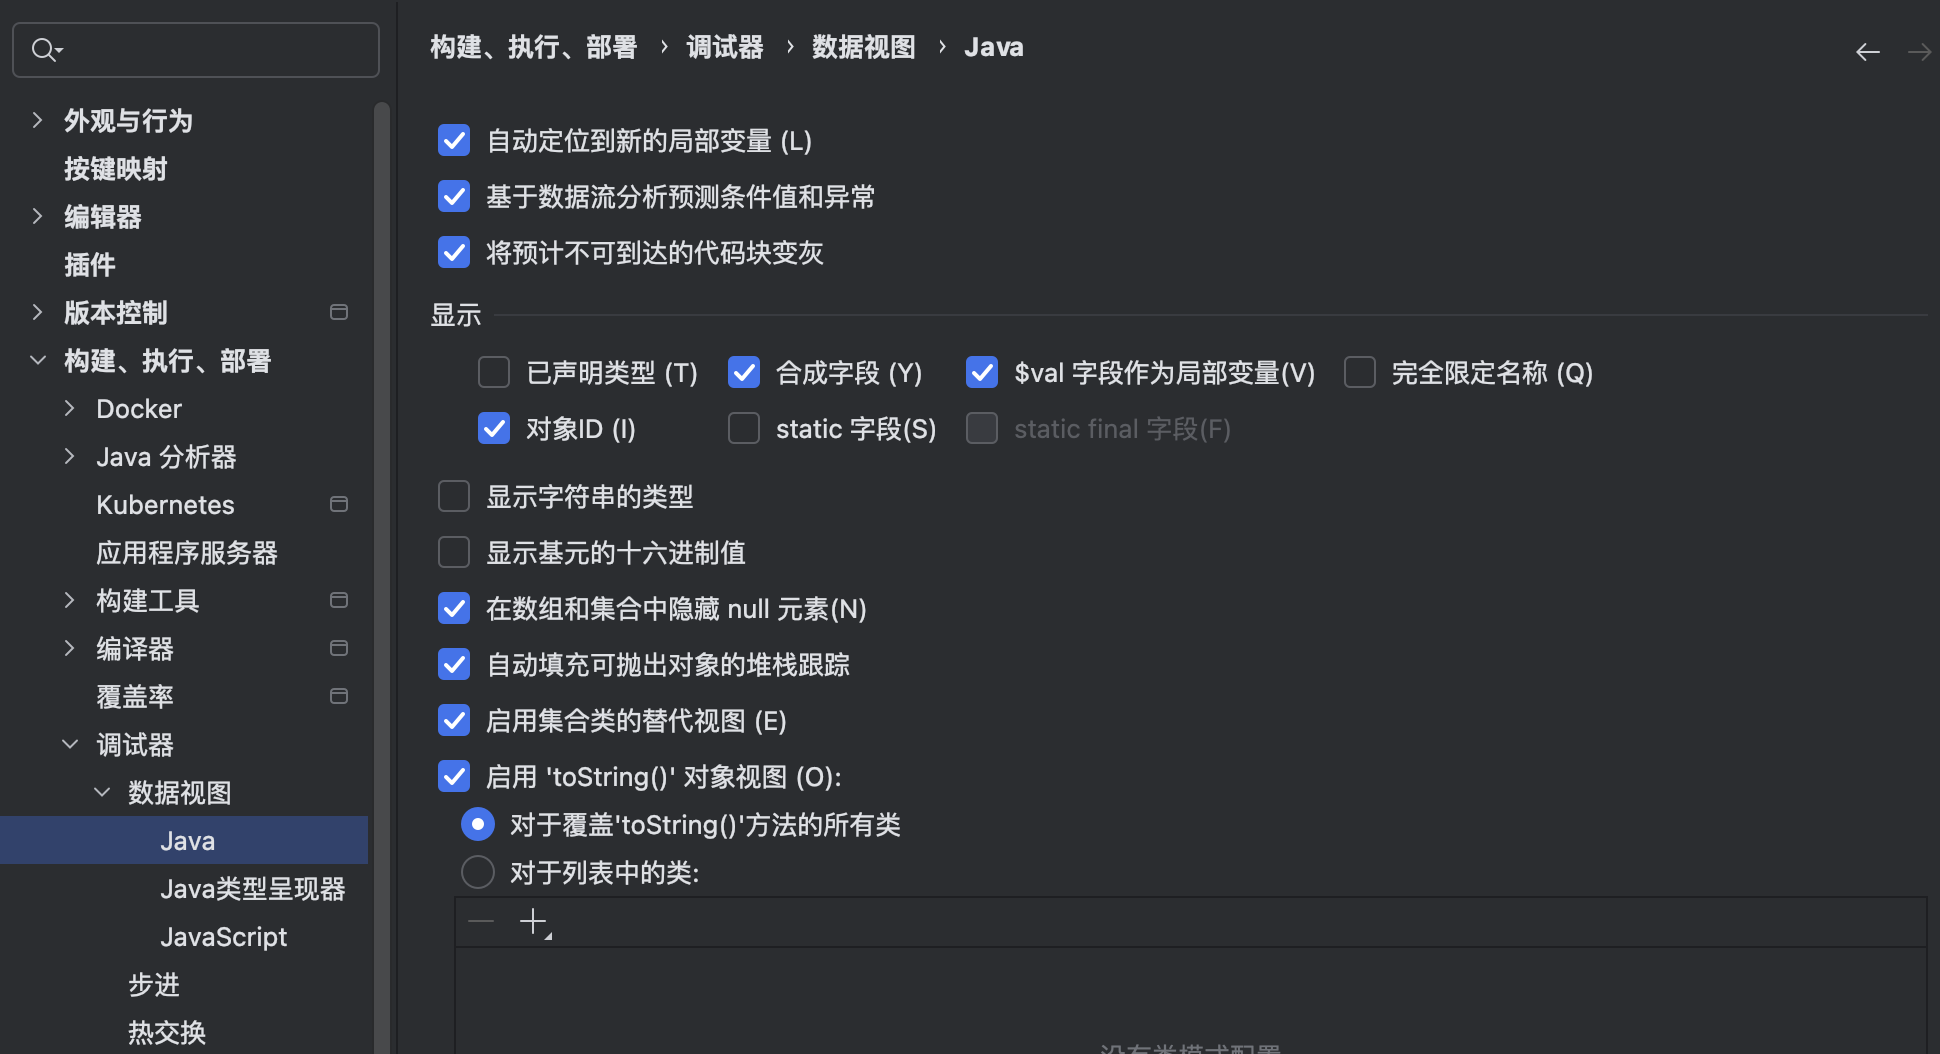 外观与行为
按键映射
编辑器
插件
版本控制
构建、执行、部署
Docker
Java 分析器
Kubernetes
应用程序服务器
构建工具
编译器
覆盖率
调试器
数据视图
Java
Java类型呈现器
JavaScript
步进
热交换
构建、执行、部署 › 调试器 › 数据视图 › Java
自动定位到新的局部变量 (L)
基于数据流分析预测条件值和异常
将预计不可到达的代码块变灰
显示
已声明类型 (T) 合成字段 (Y) $val 字段作为局部变量(V) 完全限定名称 (Q)
对象ID (I) static 字段(S) static final 字段(F)
显示字符串的类型
显示基元的十六进制值
在数组和集合中隐藏 null 元素(N)
自动填充可抛出对象的堆栈跟踪
启用集合类的替代视图 (E)
启用 'toString()' 对象视图 (O):
对于覆盖'toString()'方法的所有类
对于列表中的类:
没有类模式配置